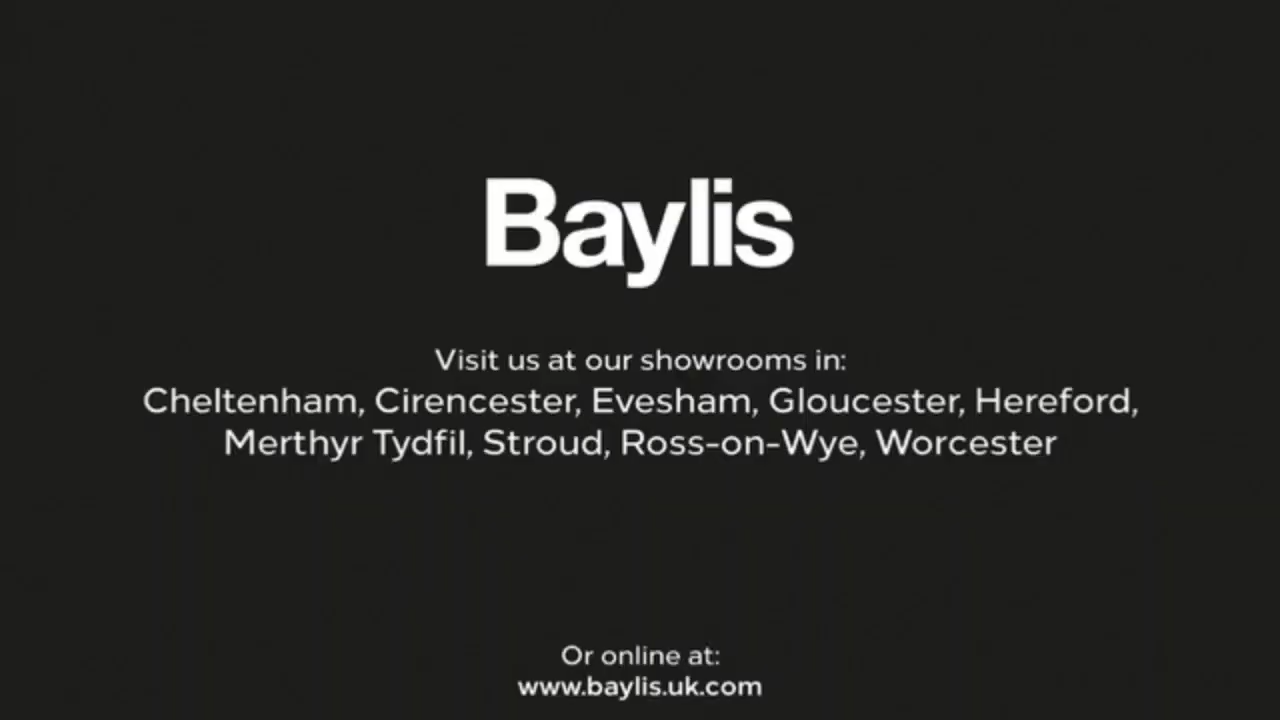 Baylis
Visit us at our showrooms in:
Cheltenham, Cirencester, Evesham, Gloucester, Hereford,
Merthyr Tydfil, Stroud, Ross-on-Wye, Worcester
Or online at:
www.baylis.uk.com